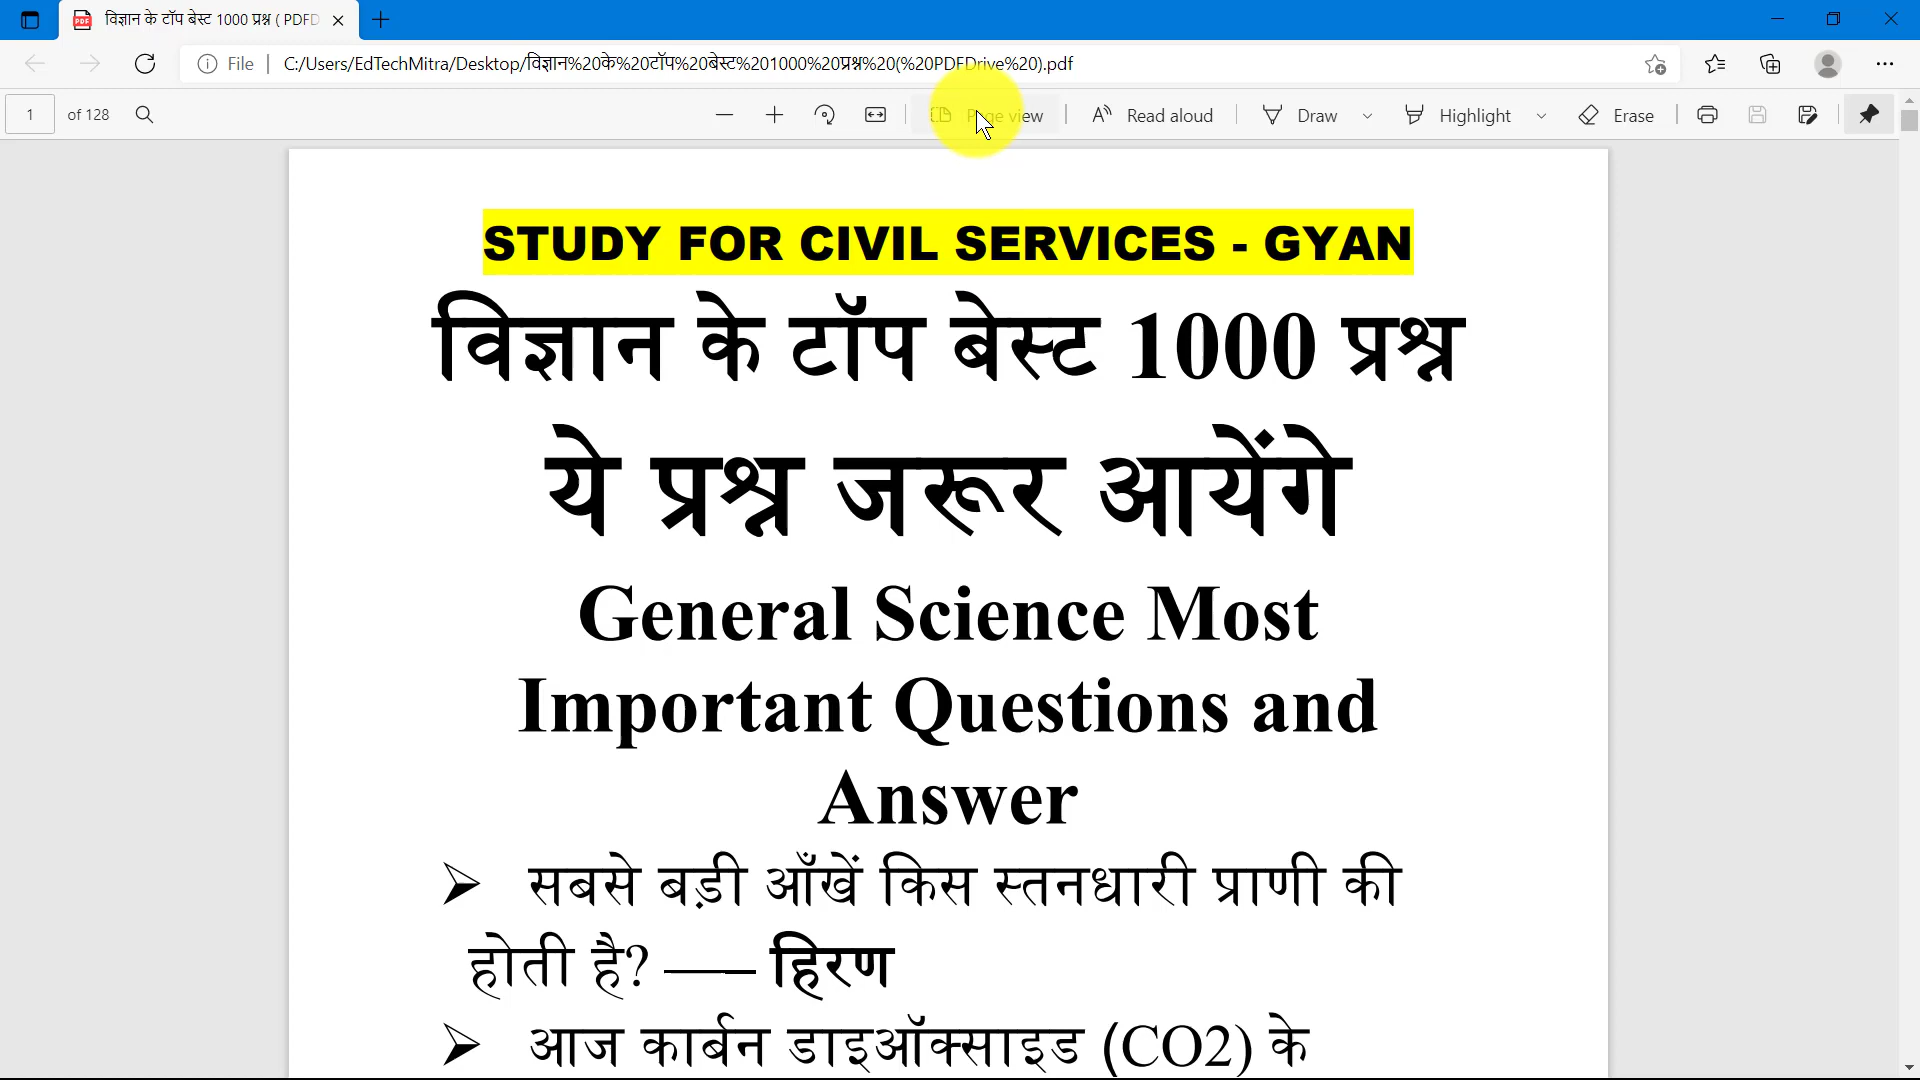 विज्ञान के टॉप बेस्ट 1000 प्रश्न ( PDFD
File C:/Users/EdTechMitra/Desktop/विज्ञान%20के%20टॉप%20बेस्ट%201000%20प्रश्न%20(%20PDFDrive%20).pdf
1 of 128 Page view Read aloud Draw Highlight Erase
STUDY FOR CIVIL SERVICES - GYAN
विज्ञान के टॉप बेस्ट 1000 प्रश्न
ये प्रश्न जरूर आयेंगे
General Science Most
Important Questions and
Answer
➢ सबसे बड़ी आँखें किस स्तनधारी प्राणी की
होती है? —– हिरण
➢ आज कार्बन डाइऑक्साइड (CO2) के